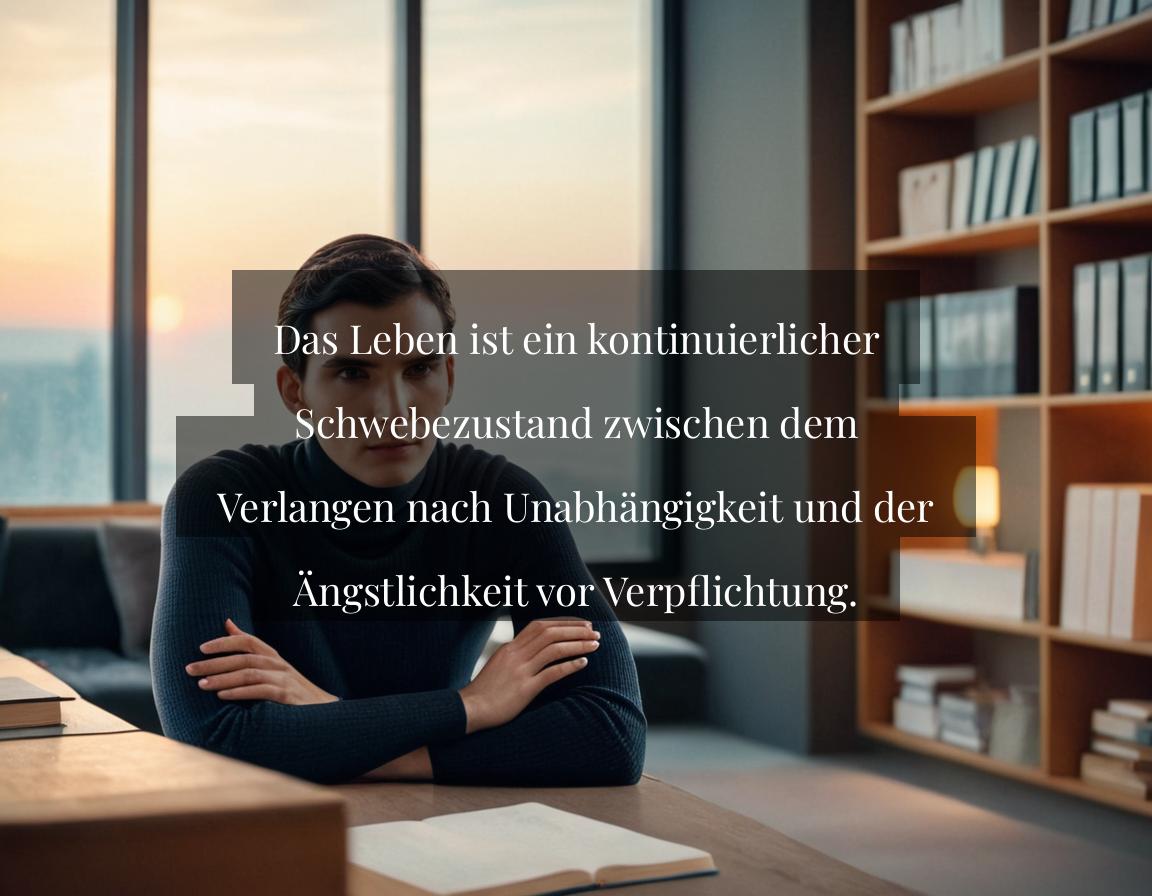 Das Leben ist ein kontinuierlicher
Schwebezustand zwischen dem
Verlangen nach Unabhängigkeit und der
Ängstlichkeit vor Verpflichtung.